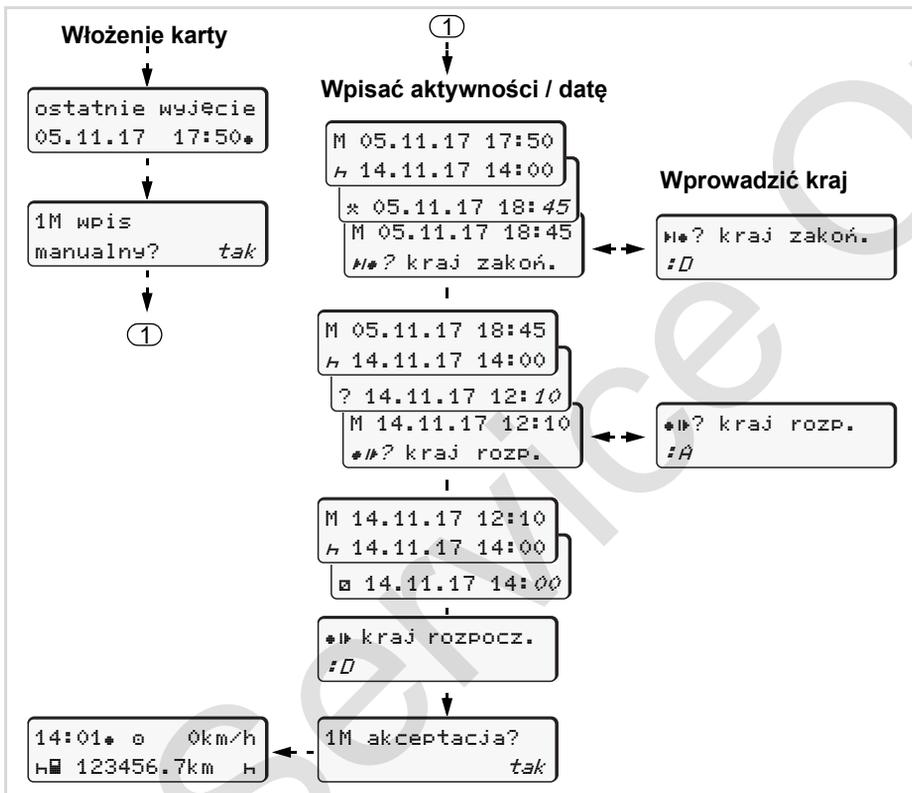 Włożenie karty
ostatnie wyjęcie
05.11.17 17:50
1M wpis
manualny? tak
1
1
Wpisać aktywności / datę
M 05.11.17 17:50
14.11.17 14:00
05.11.17 18:45
M 05.11.17 18:45
? kraj zakoń.
Wprowadzić kraj
? kraj zakoń.
:D
M 05.11.17 18:45
14.11.17 14:00
? 14.11.17 12:10
M 14.11.17 12:10
? kraj rozp.
? kraj rozp.
:A
M 14.11.17 12:10
14.11.17 14:00
14.11.17 14:00
kraj rozpocz.
:D
1M akceptacja?
tak
14:01 0km/h
123456.7km
Service